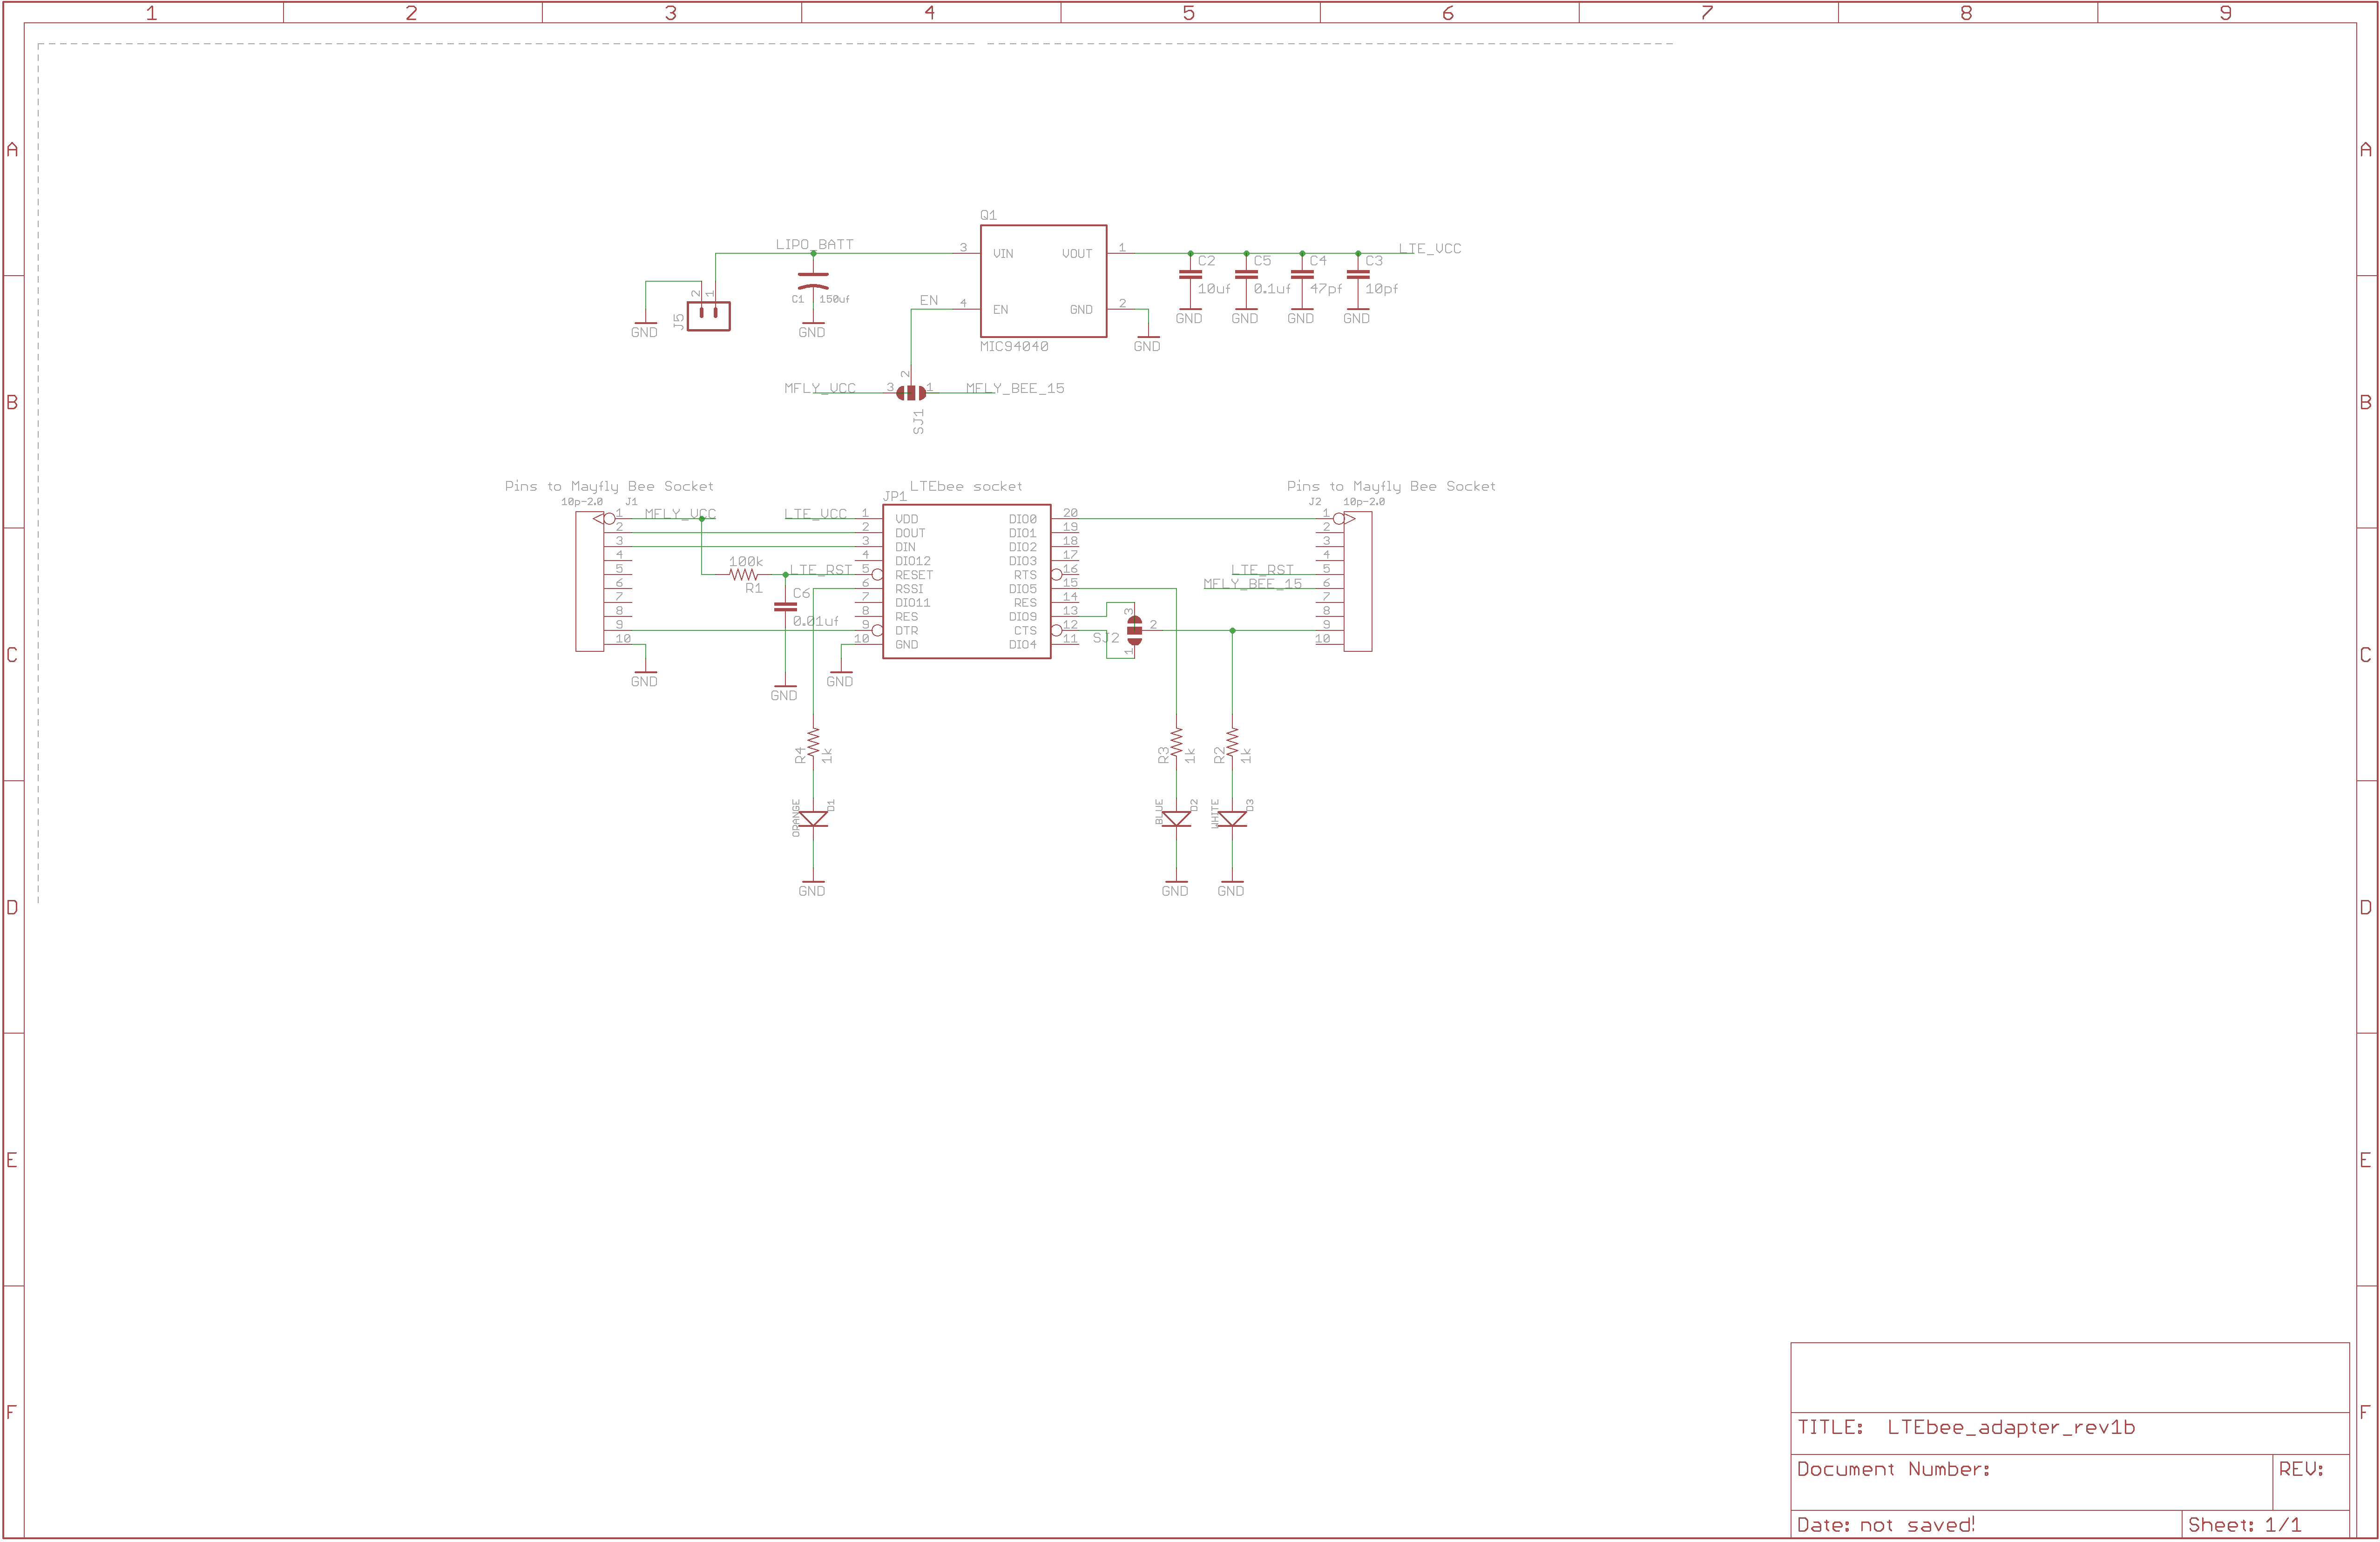 1 2 3 4 5 6 7 8 9
A A
Q1
LIPO_BATT 3 VIN VOUT 1 LTE_VCC
C2 C5 C4 C3
10uf 0.1uf 47pf 10pf
C1 150uf
EN 4 EN GND 2
2 1
J5
GND GND GND GND GND GND GND
MIC94040
2
MFLY_VCC 3 1 MFLY_BEE_15
SJ1
B B
Pins to Mayfly Bee Socket LTEbee socket Pins to Mayfly Bee Socket
10p-2.0 J1 JP1 J2 10p-2.0
1 MFLY_VCC LTE_VCC 1 VDD DIO0 20 1
2 2 DOUT DIO1 19 2
3 3 DIN DIO2 18 3
4 4 DIO12 DIO3 17 4
5 100k LTE_RST 5 RESET RTS 16 LTE_RST 5
R1
6 6 RSSI DIO5 15 MFLY_BEE_15 6
7 C6 7 DIO11 RES 14 7
8 0.01uf 8 RES DIO9 13 3 8
9 9 DTR CTS 12 SJ2 2 9
10 10 GND DIO4 11 1 10
GND GND GND
C C
R4 1k R3 1k R2 1k
ORANGE D1 BLUE D2 WHITE D3
GND GND GND
D D
E E
F F
TITLE: LTEbee_adapter_rev1b
Document Number: REV:
Date: not saved! Sheet: 1/1